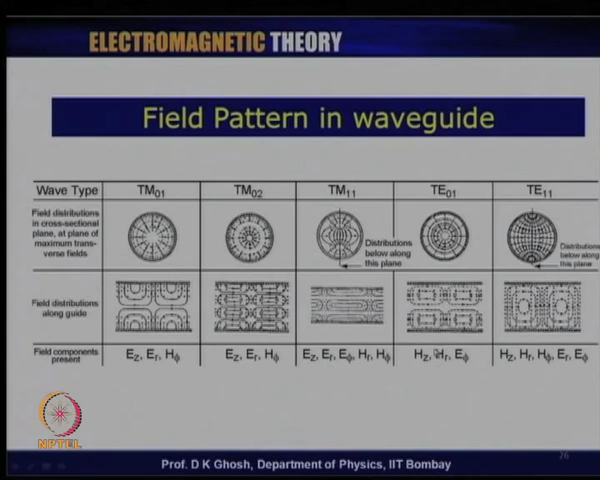 ELECTROMAGNETIC THEORY
Field Pattern in waveguide
Wave Type TM01 TM02 TM11 TE01 TE11
Field distributions
in cross-sectional
plane, at plane of
maximum trans-
verse fields
Distributions
below along
this plane
Distributions
below along
this plane
Field distributions
along guide
Field components
present
Ez, Er, Hφ Ez, Er, Hφ Ez, Er, Eφ, Hr, Hφ Hz, Hr, Eφ Hz, Hr, Hφ, Er, Eφ
NPTEL
Prof. D K Ghosh, Department of Physics, IIT Bombay
26